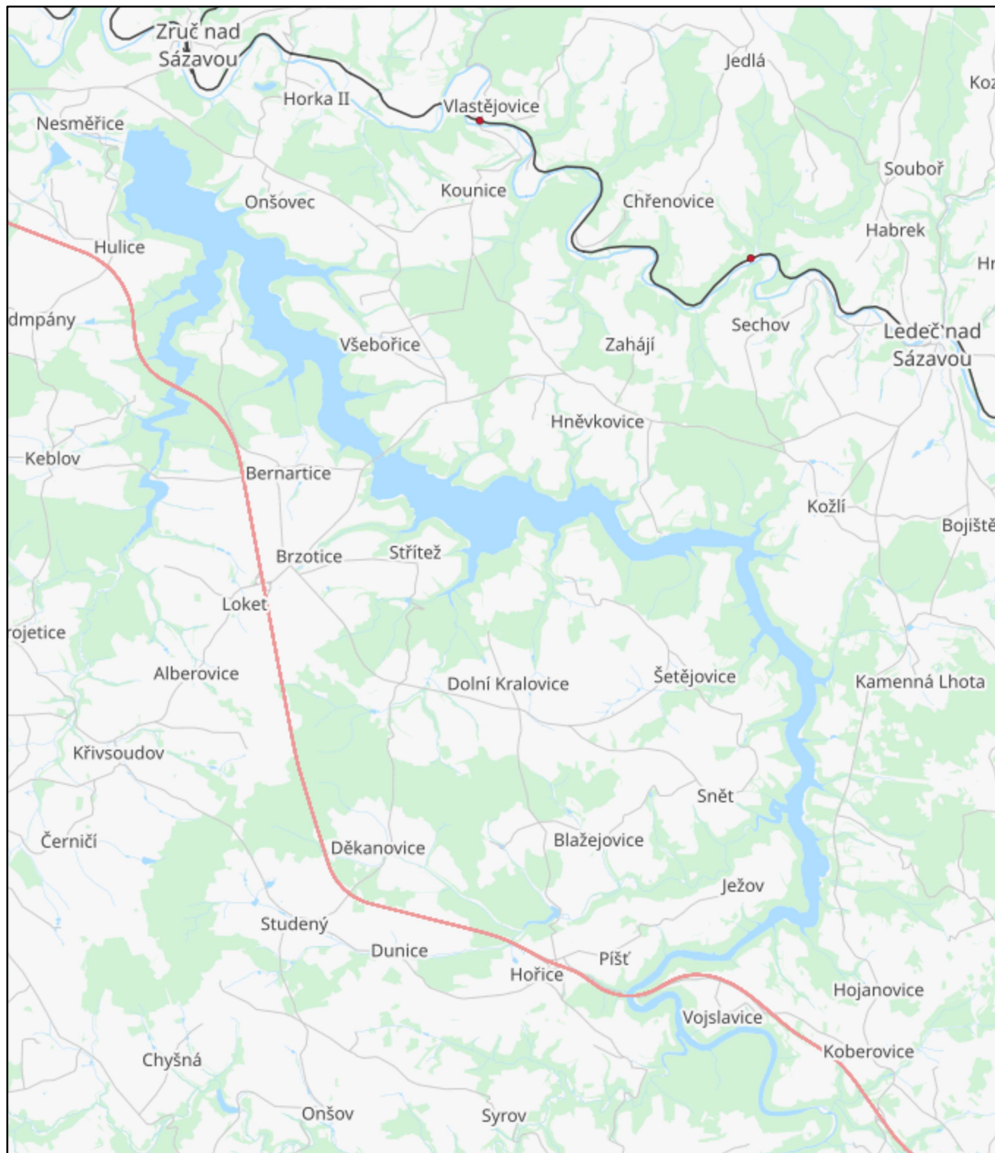 Zruč nad
Sázavou
Jedlá
Koz
Horka II
Vlastějovice
Nesměřice
Souboř
Kounice
Onšovec
Chřenovice
Habrek
Hulice
Hn
dmpány
Sechov
Ledeč nad
Sázavou
Všebořice
Zahájí
Hněvkovice
Keblov
Bernartice
Kožlí
Bojiště
Brzotice
Střítež
Loket
rojetice
Alberovice
Dolní Kralovice
Šetějovice
Kamenná Lhota
Křivsoudov
Snět
Černičí
Děkanovice
Blažejovice
Ježov
Studený
Dunice
Píšť
Hořice
Hojanovice
Vojslavice
Chyšná
Koberovice
Onšov
Syrov